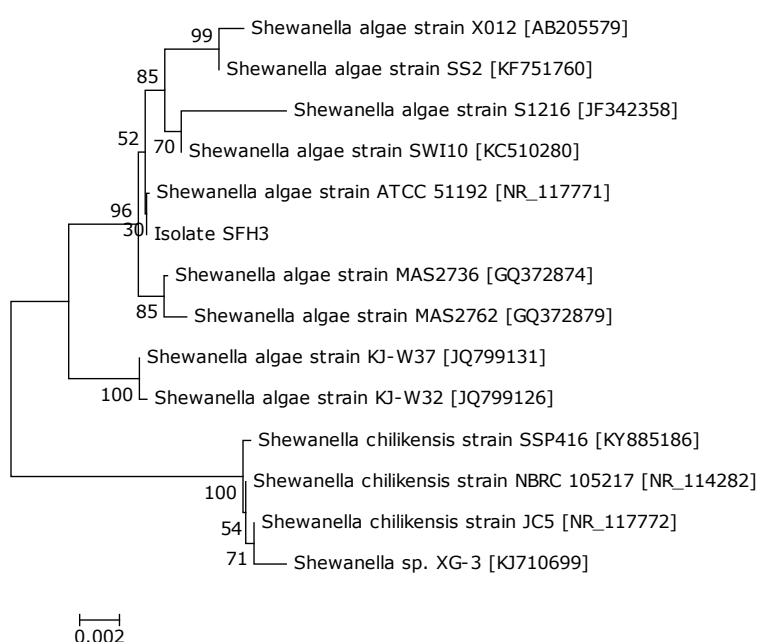 99
Shewanella algae strain X012 [AB205579]
Shewanella algae strain SS2 [KF751760]
85
Shewanella algae strain S1216 [JF342358]
70
Shewanella algae strain SWI10 [KC510280]
52
Shewanella algae strain ATCC 51192 [NR_117771]
96
30
Isolate SFH3
Shewanella algae strain MAS2736 [GQ372874]
85
Shewanella algae strain MAS2762 [GQ372879]
Shewanella algae strain KJ-W37 [JQ799131]
100
Shewanella algae strain KJ-W32 [JQ799126]
Shewanella chilikensis strain SSP416 [KY885186]
Shewanella chilikensis strain NBRC 105217 [NR_114282]
100
Shewanella chilikensis strain JC5 [NR_117772]
54
71
Shewanella sp. XG-3 [KJ710699]
0.002